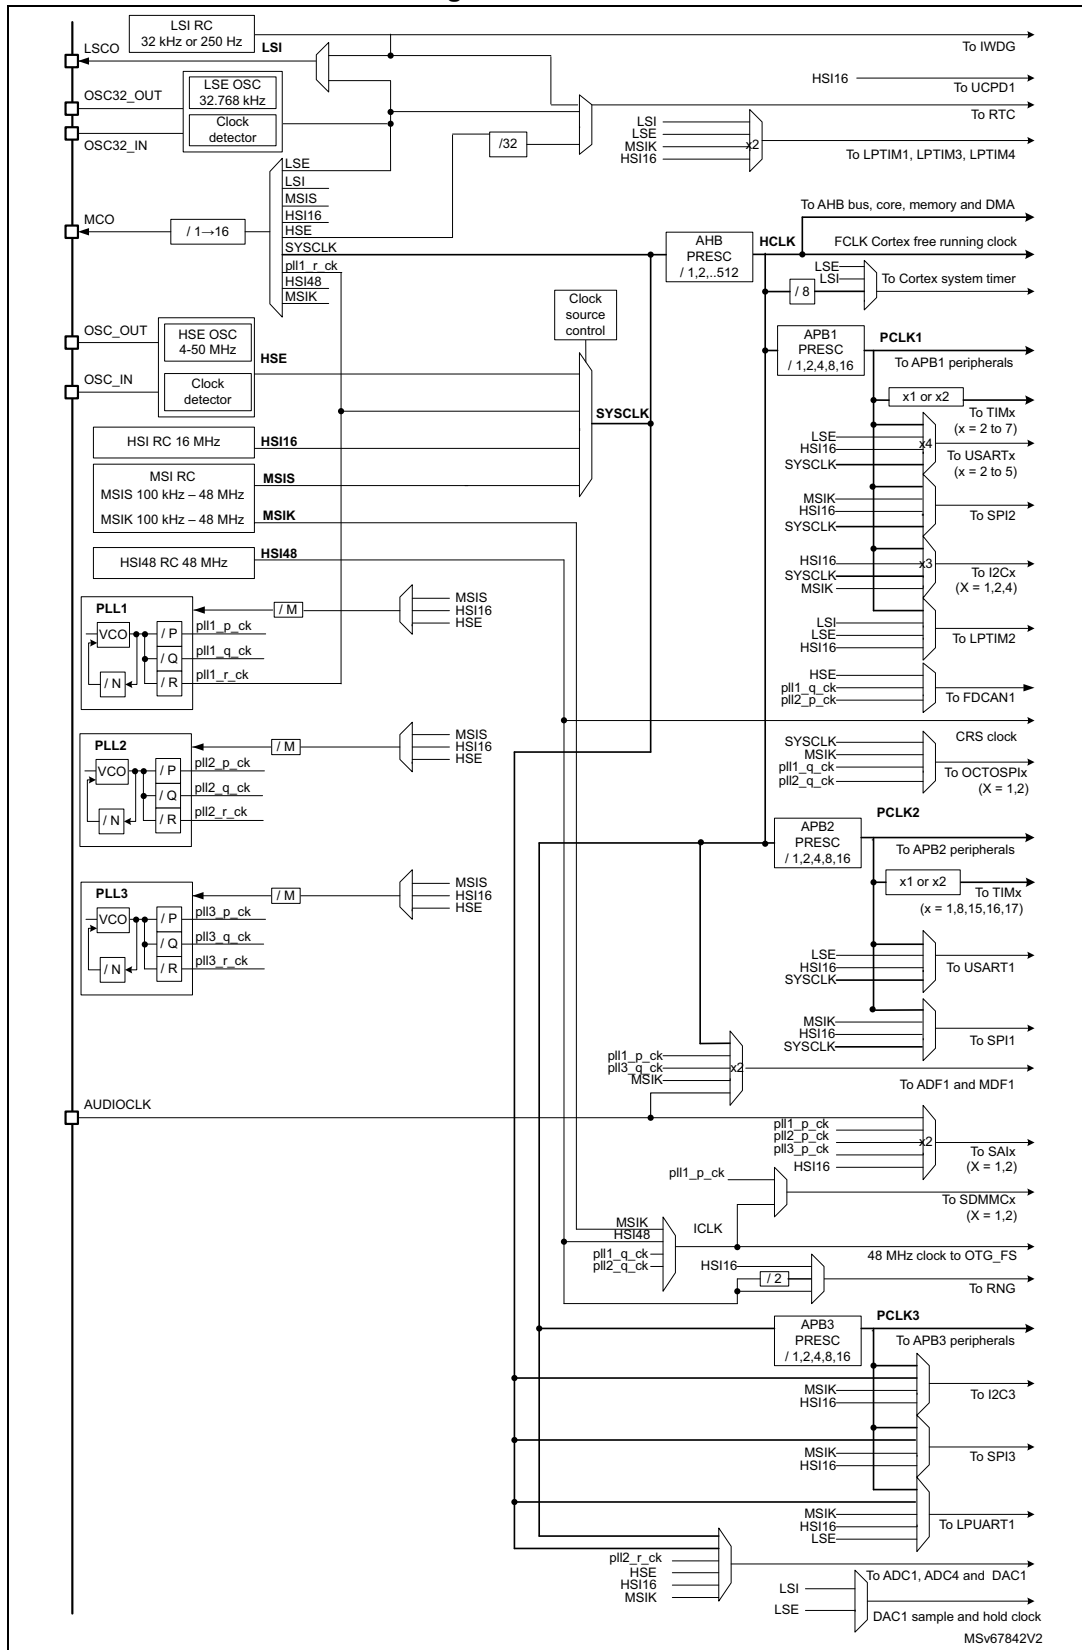 LSI RC
32 kHz or 250 Hz
LSCO
LSI
To IWDG
LSE OSC
32.768 kHz
OSC32_OUT
Clock
detector
OSC32_IN
HSI16
To UCPD1
To RTC
/32
LSI
LSE
MSIK
HSI16
x2
To LPTIM1, LPTIM3, LPTIM4
MCO
/ 1→16
LSE
LSI
MSIS
HSI16
HSE
SYSCLK
pll1_r_ck
HSI48
MSIK
AHB
PRESC
/ 1,2,..512
HCLK
To AHB bus, core, memory and DMA
FCLK Cortex free running clock
LSE
LSI
/ 8
To Cortex system timer
Clock
source
control
OSC_OUT
HSE OSC
4-50 MHz
HSE
OSC_IN
Clock
detector
SYSCLK
APB1
PRESC
/ 1,2,4,8,16
PCLK1
To APB1 peripherals
x1 or x2
To TIMx
(x = 2 to 7)
HSI RC 16 MHz
HSI16
MSI RC
MSIS 100 kHz – 48 MHz
MSIS
MSIK 100 kHz – 48 MHz
MSIK
HSI48 RC 48 MHz
HSI48
LSE
HSI16
SYSCLK
x4
To USARTx
(x = 2 to 5)
MSIK
HSI16
SYSCLK
To SPI2
HSI16
SYSCLK
MSIK
x3
To I2Cx
(X = 1,2,4)
LSI
LSE
HSI16
To LPTIM2
HSE
pll1_q_ck
pll2_p_ck
To FDCAN1
CRS clock
SYSCLK
MSIK
pll1_q_ck
pll2_q_ck
To OCTOSPIx
(X = 1,2)
PLL1
VCO
/ N
/ P
/ Q
/ R
pll1_p_ck
pll1_q_ck
pll1_r_ck
/ M
MSIS
HSI16
HSE
PLL2
VCO
/ N
/ P
/ Q
/ R
pll2_p_ck
pll2_q_ck
pll2_r_ck
/ M
MSIS
HSI16
HSE
PLL3
VCO
/ N
/ P
/ Q
/ R
pll3_p_ck
pll3_q_ck
pll3_r_ck
/ M
MSIS
HSI16
HSE
APB2
PRESC
/ 1,2,4,8,16
PCLK2
To APB2 peripherals
x1 or x2
To TIMx
(x = 1,8,15,16,17)
LSE
HSI16
SYSCLK
To USART1
MSIK
HSI16
SYSCLK
To SPI1
pll1_p_ck
pll3_q_ck
MSIK
x2
To ADF1 and MDF1
AUDIOCLK
pll1_p_ck
pll2_p_ck
pll3_p_ck
HSI16
x2
To SAIx
(X = 1,2)
pll1_p_ck
To SDMMCx
(X = 1,2)
MSIK
HSI48
pll1_q_ck
pll2_q_ck
ICLK
48 MHz clock to OTG_FS
HSI16
/ 2
To RNG
APB3
PRESC
/ 1,2,4,8,16
PCLK3
To APB3 peripherals
MSIK
HSI16
To I2C3
MSIK
HSI16
To SPI3
MSIK
HSI16
LSE
To LPUART1
pll2_r_ck
HSE
HSI16
MSIK
To ADC1, ADC4 and DAC1
LSI
LSE
DAC1 sample and hold clock
MSv67842V2